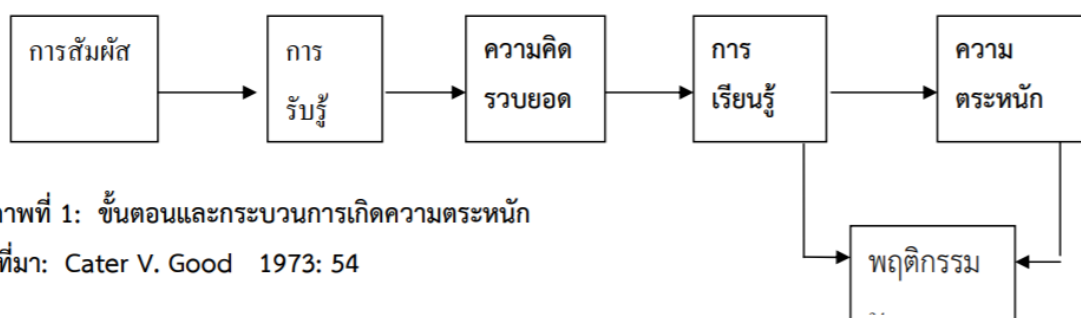 การสัมผัส
การ
รับรู้
ความคิด
รวบยอด
การ
เรียนรู้
ความ
ตระหนัก
าพที่ 1: ขั้นตอนและกระบวนการเกิดความตระหนัก
ที่มา: Cater V. Good 1973: 54
พฤติกรรม